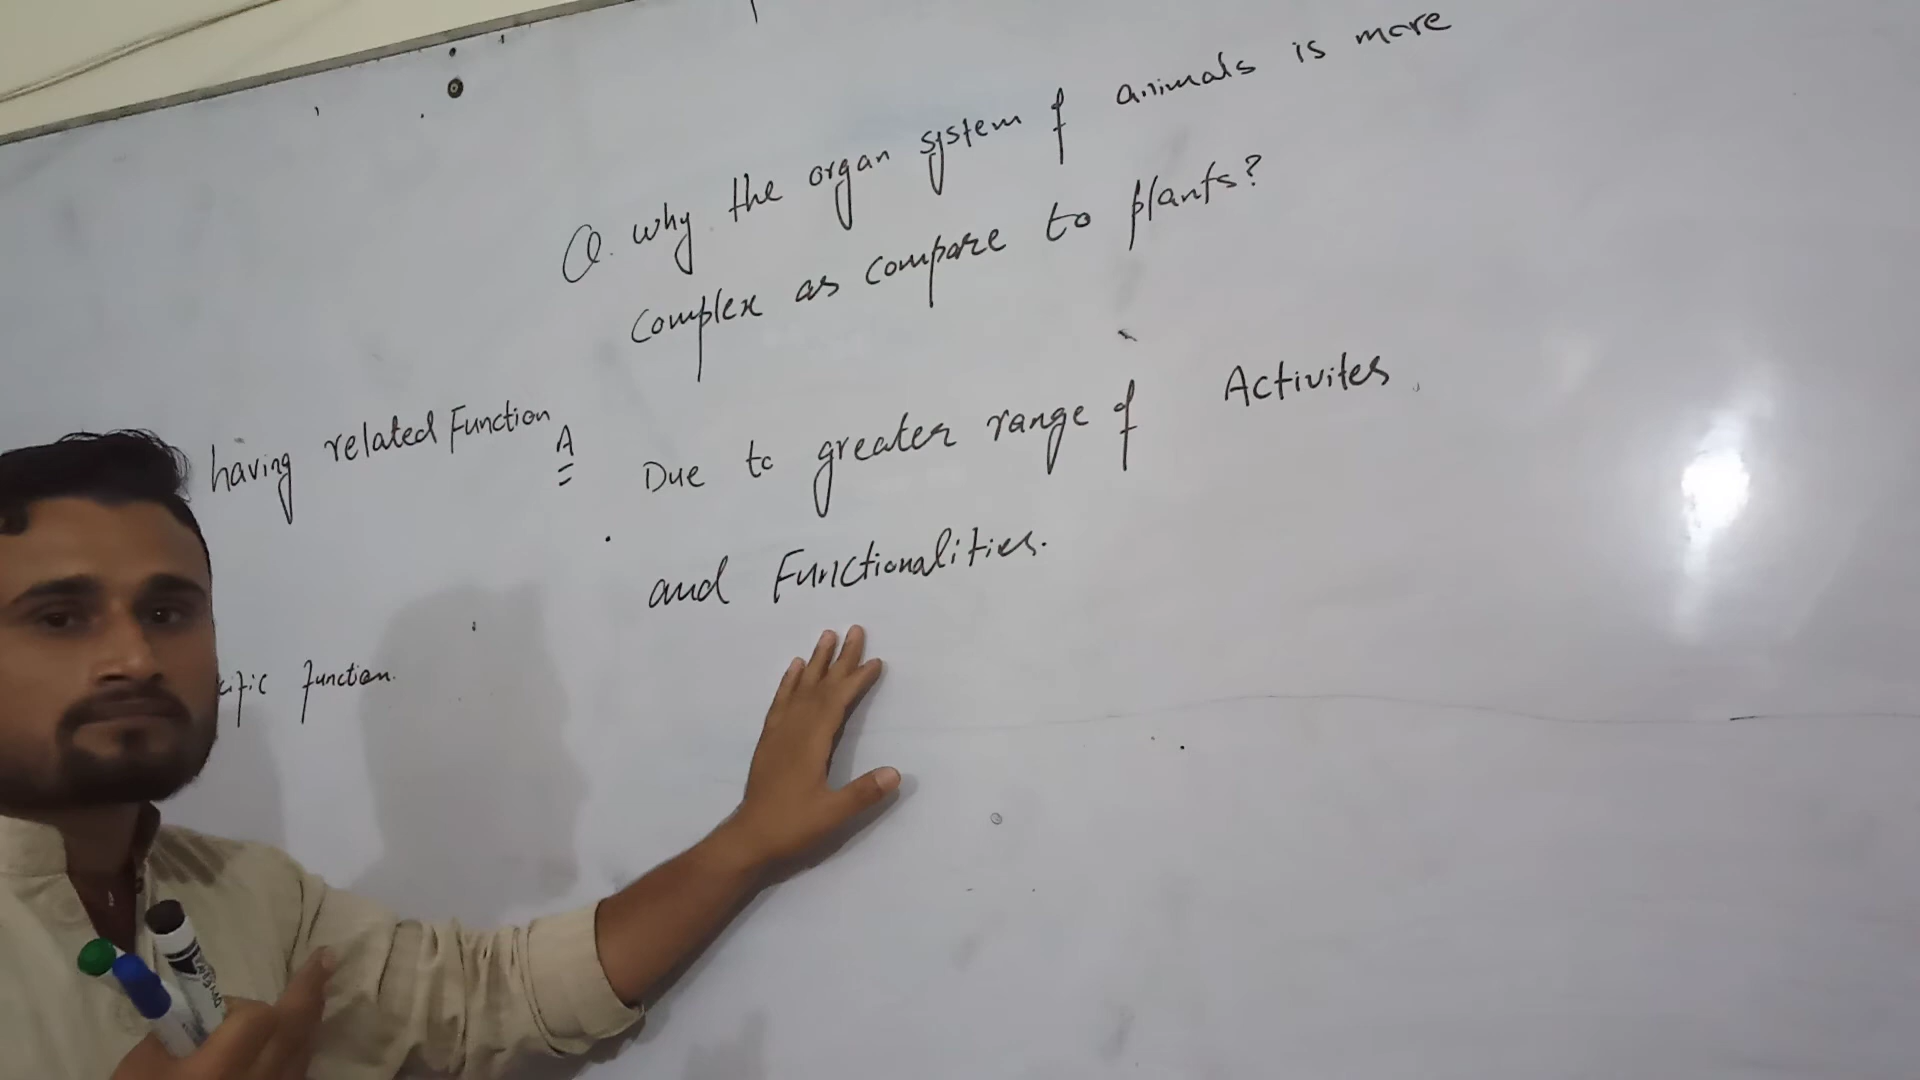 Q. why the organ system of animals is more
complex as compare to plants?
having related Function
A Due to greater range of Activites
and Functionalities.
function.